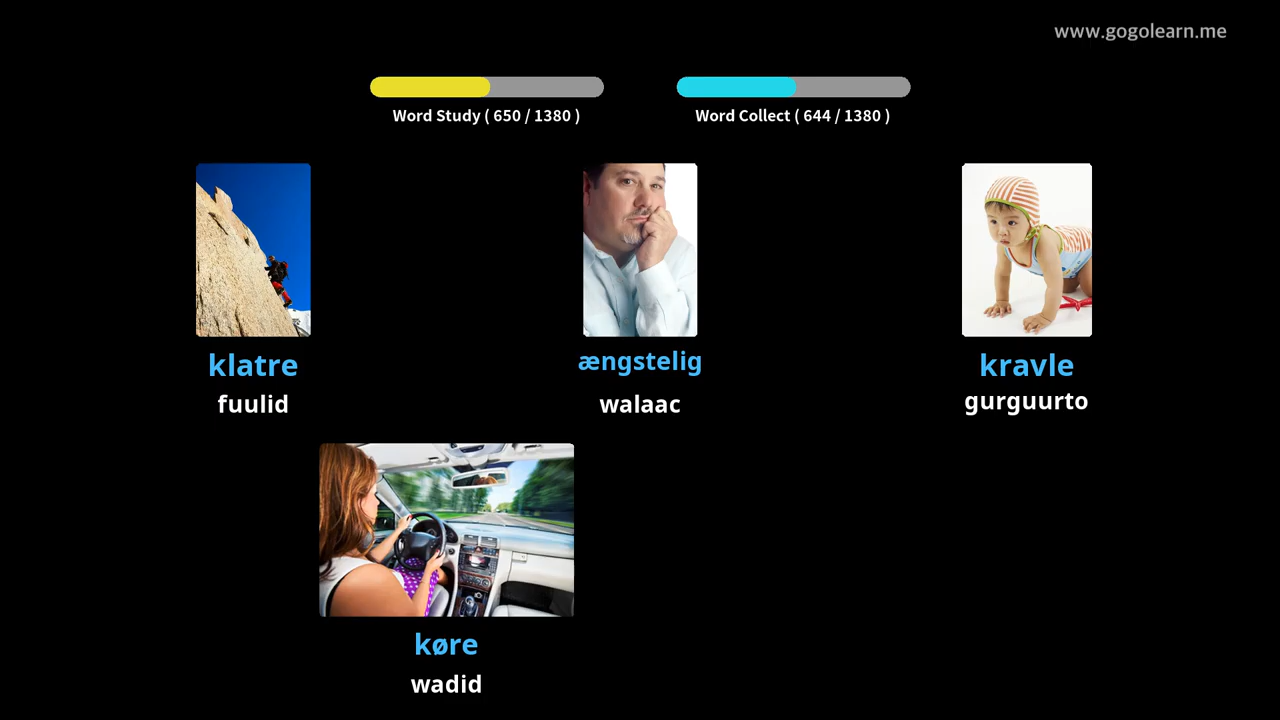 www.gogolearn.me
Word Study ( 650 / 1380 )
Word Collect ( 644 / 1380 )
klatre
fuulid
ængstelig
walaac
kravle
gurguurto
køre
wadid